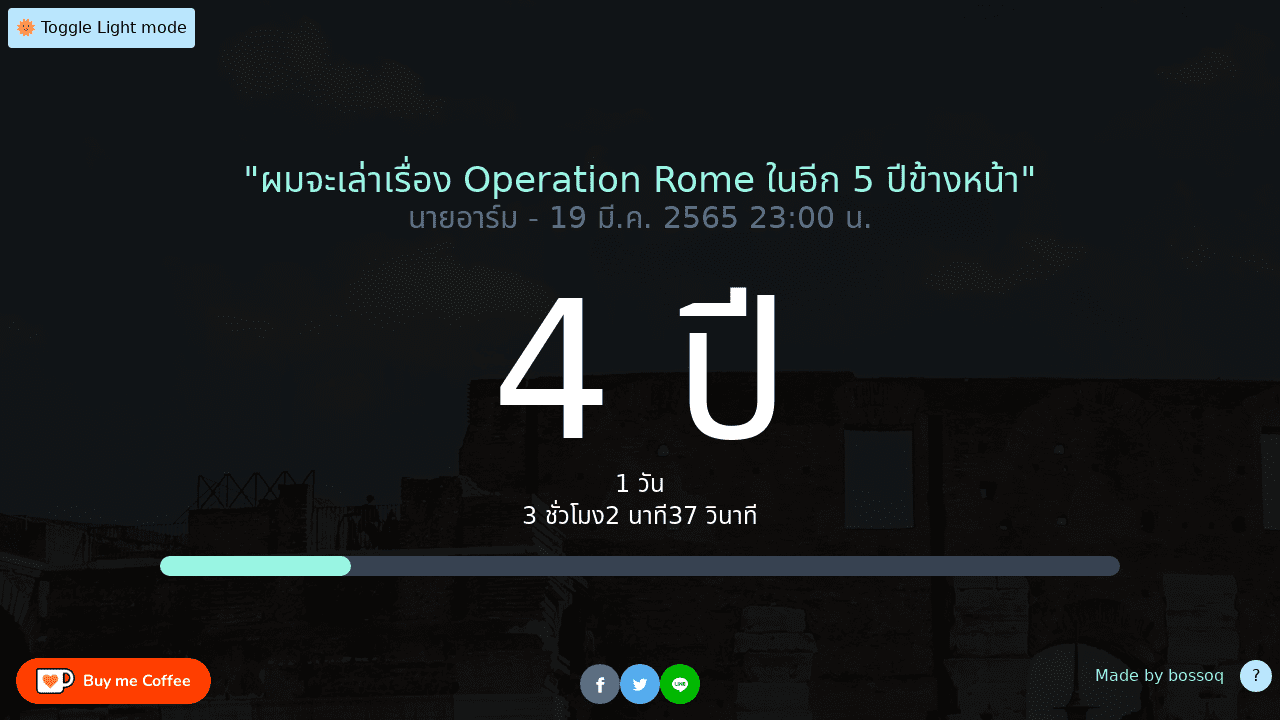 Toggle Light mode
"ผมจะเล่าเรื่อง Operation Rome ในอีก 5 ปีข้างหน้า"
นายอาร์ม - 19 มี.ค. 2565 23:00 น.
4 ปี
1 วัน
3 ชั่วโมง2 นาที37 วินาที
Buy me Coffee
LINE
Made by bossoq
?